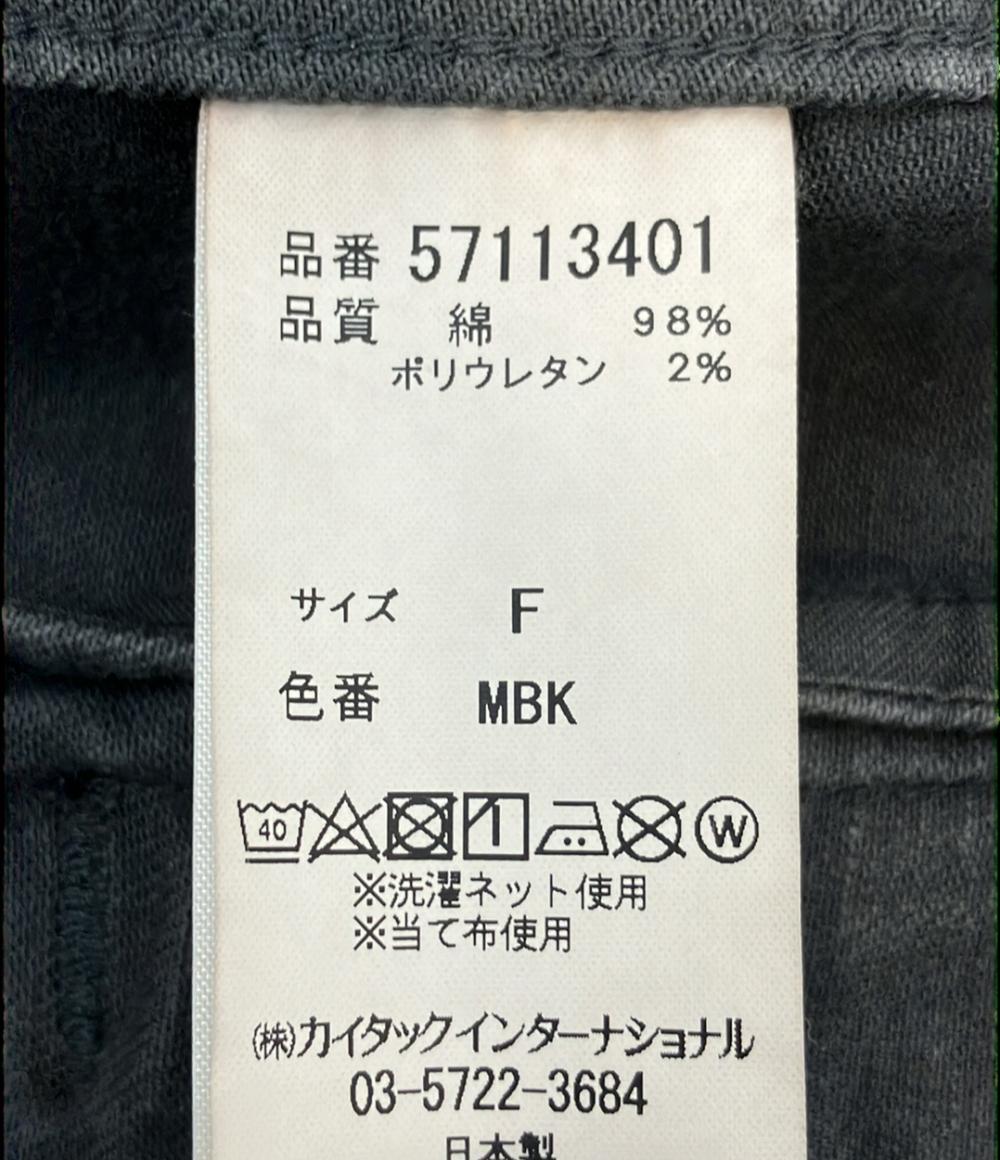 品番 57113401
品質 綿 98%
ポリウレタン 2%
サイズ F
色番 MBK
40 W
※洗濯ネット使用
※当て布使用
(株)カイタックインターナショナル
03-5722-3684
日本製